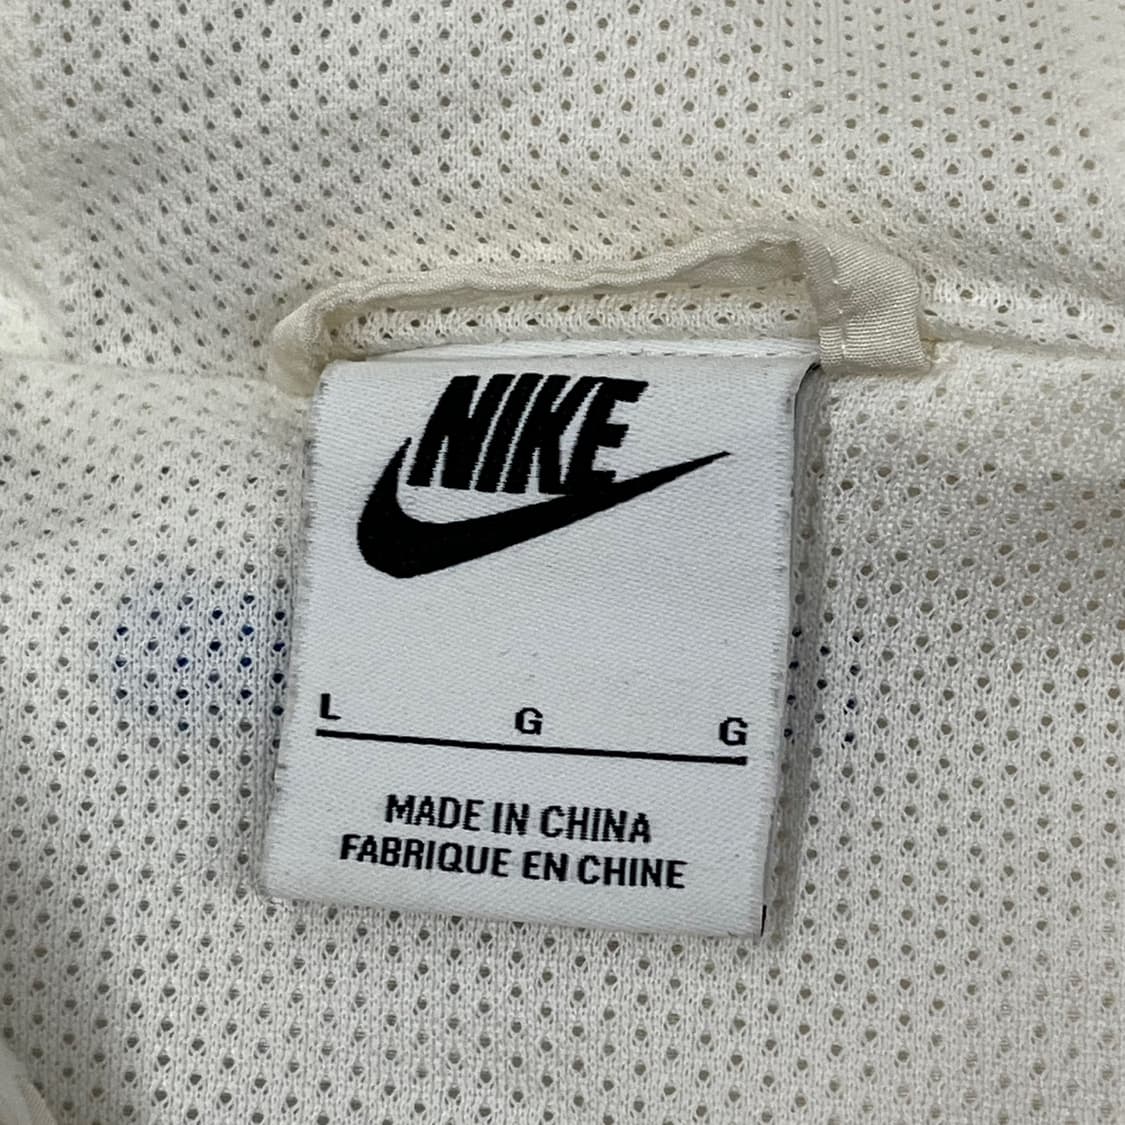 NIKE
L G G
MADE IN CHINA
FABRIQUE EN CHINE